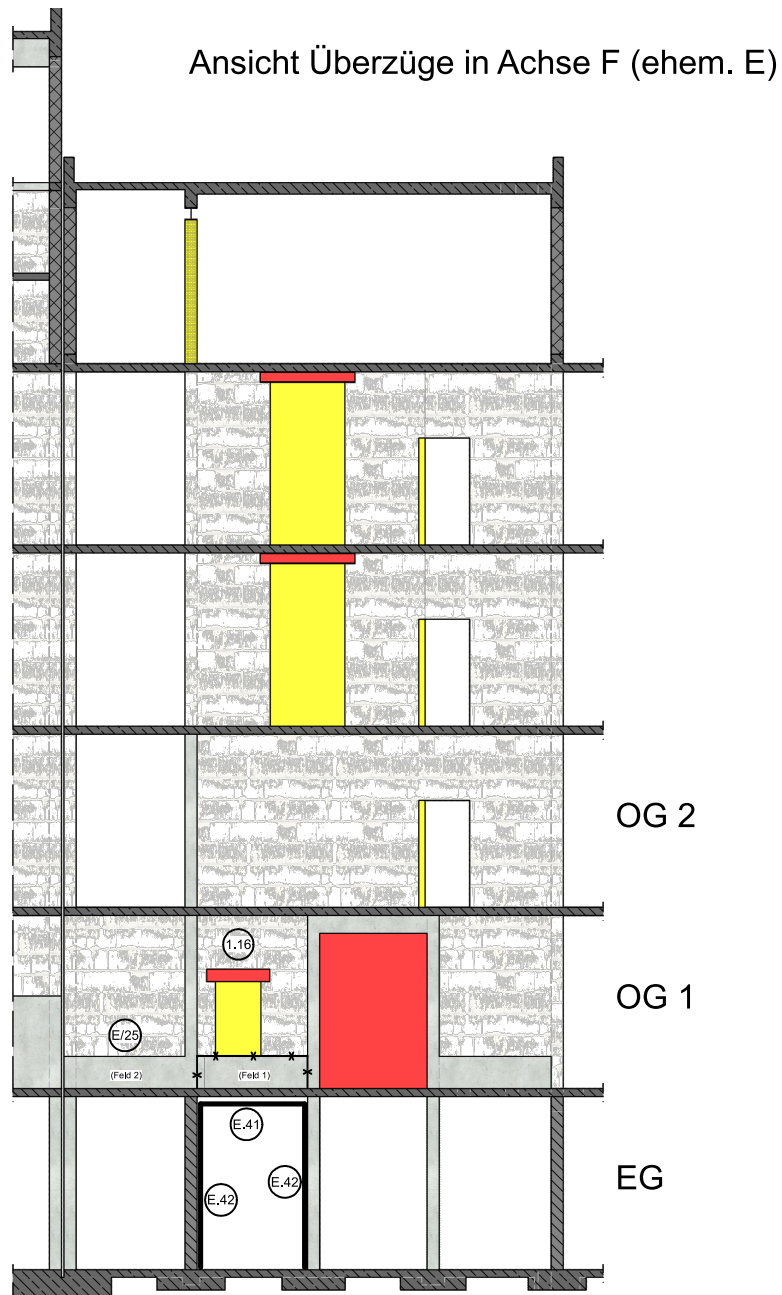 Ansicht Überzüge in Achse F (ehem. E)
OG 2
1.16
OG 1
E/25
(Feld 2)
(Feld 1)
E.41
E.42
E.42
EG